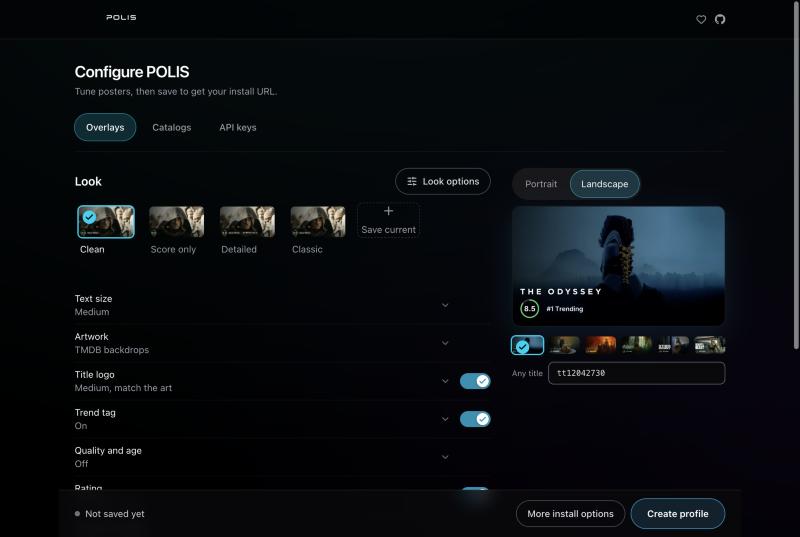 POLIS
Configure POLIS
Tune posters, then save to get your install URL.
Overlays
Catalogs
API keys
Look
Look options
Clean
Score only
Detailed
Classic
Save current
Text size
Medium
Artwork
TMDB backdrops
Title logo
Medium, match the art
Trend tag
On
Quality and age
Off
Rating
Portrait
Landscape
THE ODYSSEY
8.5
#1 Trending
Any title
tt12042730
Not saved yet
More install options
Create profile